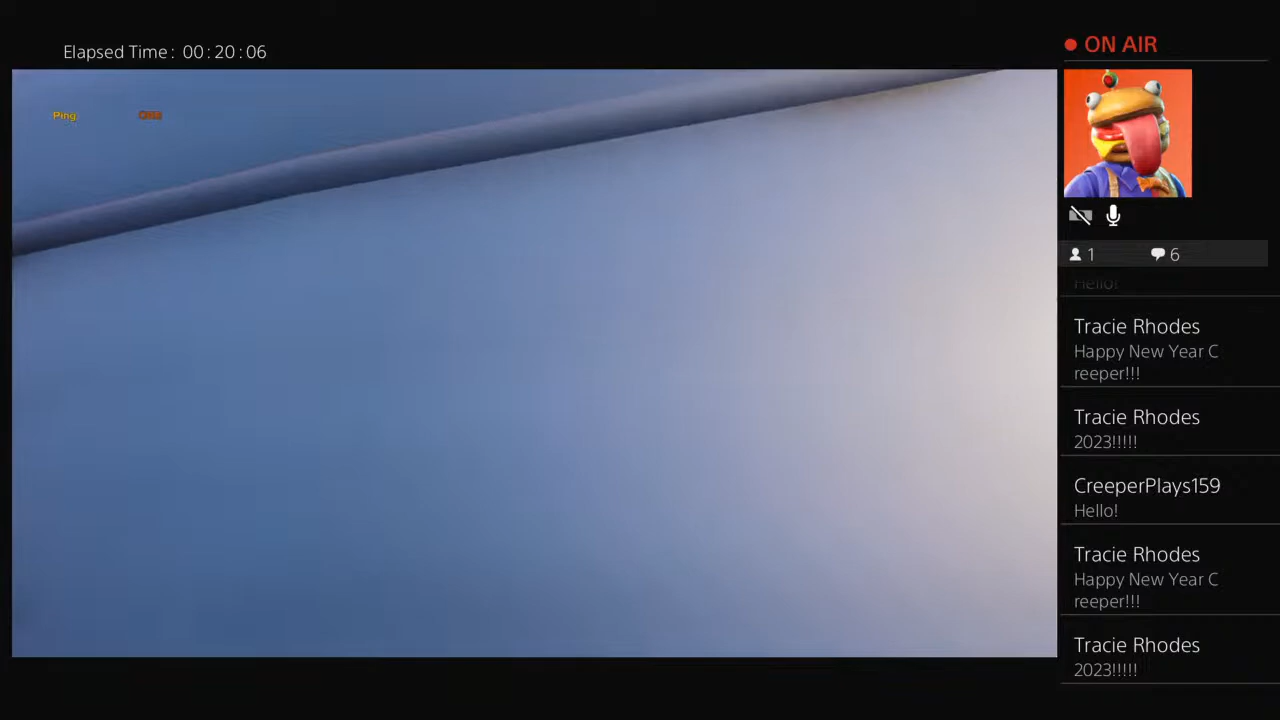 Elapsed Time: 00:20:06
ON AIR
Ping:
1
6
Hello!
Tracie Rhodes
Happy New Year C
reeper!!!
Tracie Rhodes
2023!!!!!
CreeperPlays159
Hello!
Tracie Rhodes
Happy New Year C
reeper!!!
Tracie Rhodes
2023!!!!!